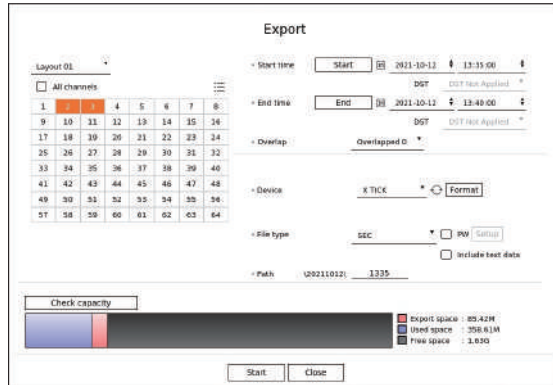 Export
Layout 01
All channels
1 2 3 4 5 6 7 8
9 10 11 12 13 14 15 16
17 18 19 20 21 22 23 24
25 26 27 28 29 30 31 32
33 34 35 36 37 38 39 40
41 42 43 44 45 46 47 48
49 50 51 52 53 54 55 56
57 58 59 60 61 62 63 64
Start time Start 2021-10-12 13:35:00
DST DST Not Applied
End time End 2021-10-12 13:40:00
DST DST Not Applied
Overlap Overlapped 0
Device X TICK Format
File type SEC PW Setup
Include text data
Path \20211012\ 1335
Check capacity
Export space : 85.42M
Used space : 358.61M
Free space : 1.63G
Start Close